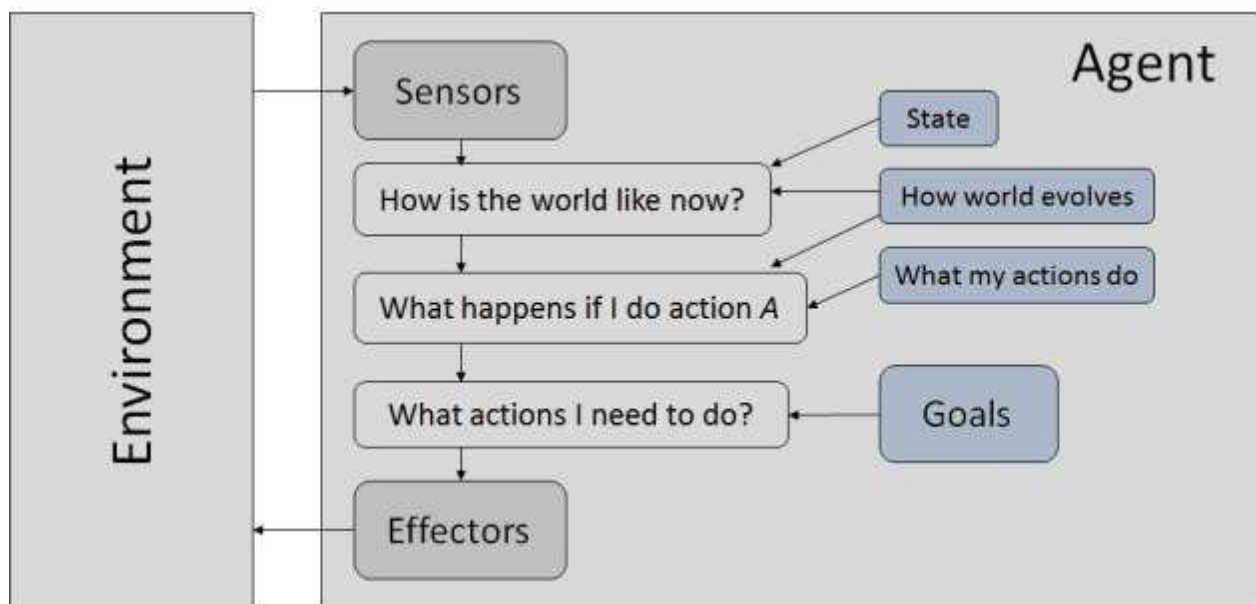 Agent
Environment
Sensors
State
How is the world like now?
How world evolves
What my actions do
What happens if I do action A
What actions I need to do?
Goals
Effectors